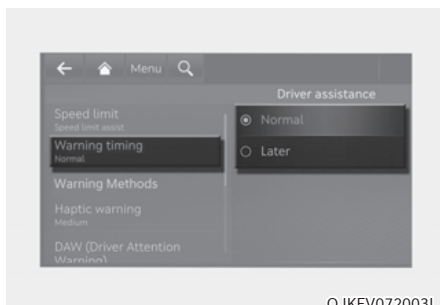 Menu
Driver assistance
Speed limit
Speed limit assist
Warning timing
Normal
Warning Methods
Haptic warning
Medium
DAW (Driver Attention
Warning)
Normal
Later
OJKEV072003L